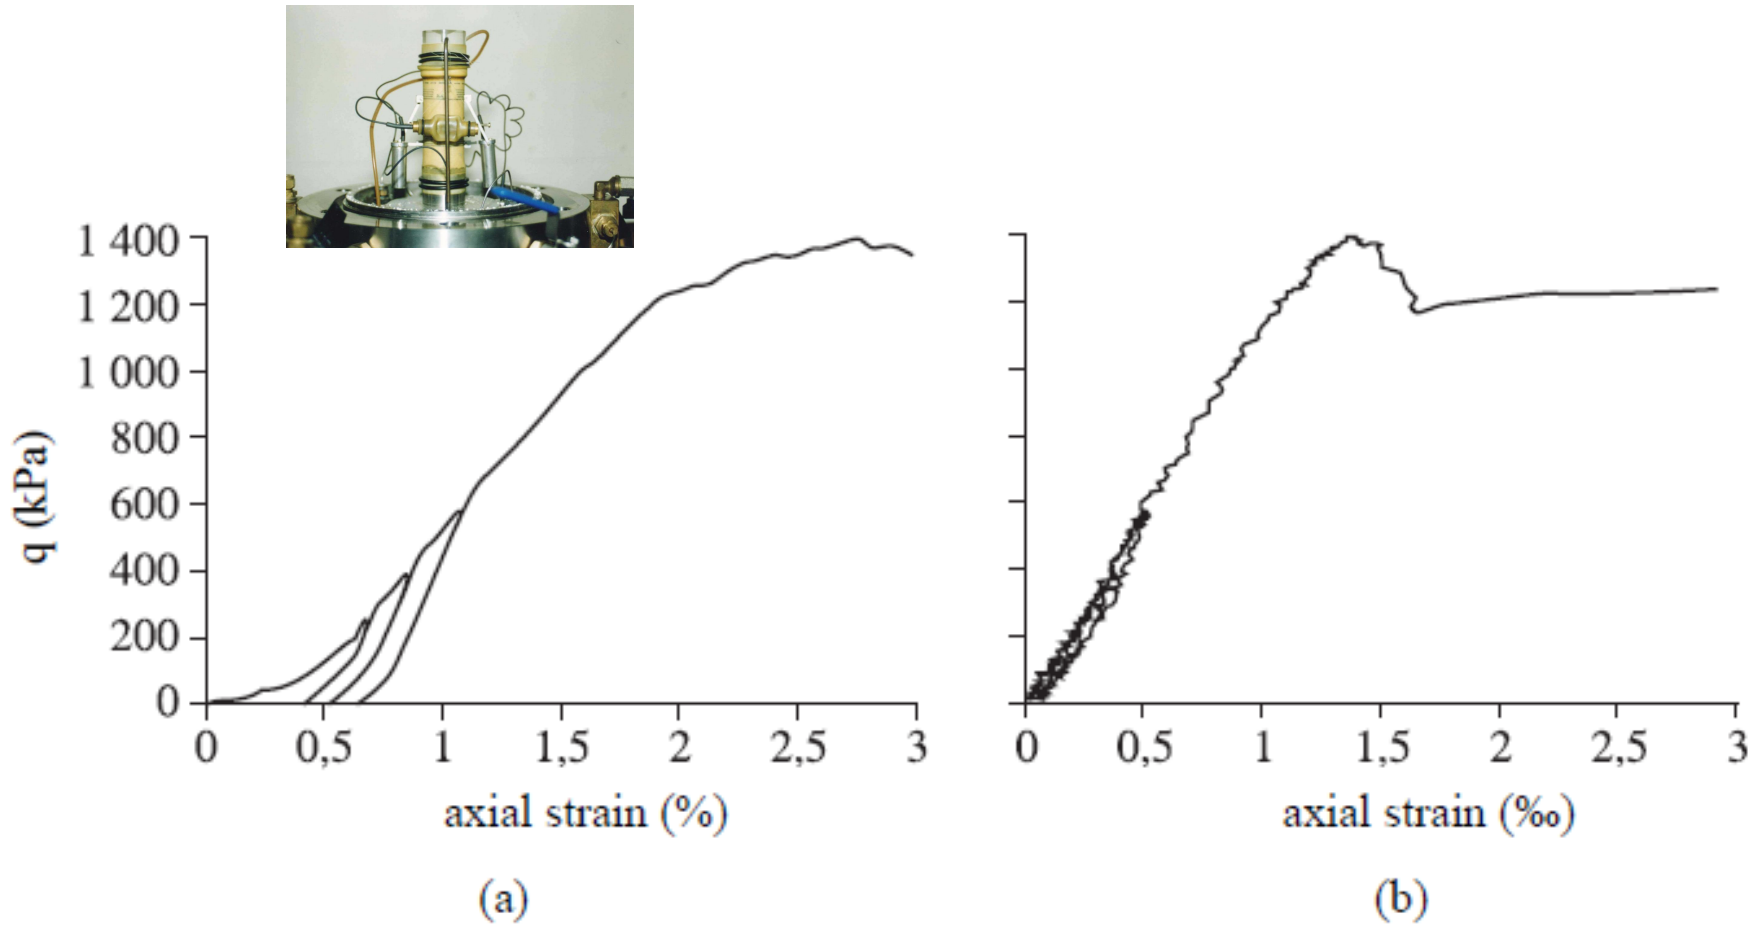 1 400
1 200
1 000
800
600
400
200
0
q (kPa)
0 0,5 1 1,5 2 2,5 3
axial strain (%)
(a)
0 0,5 1 1,5 2 2,5 3
axial strain (‰)
(b)